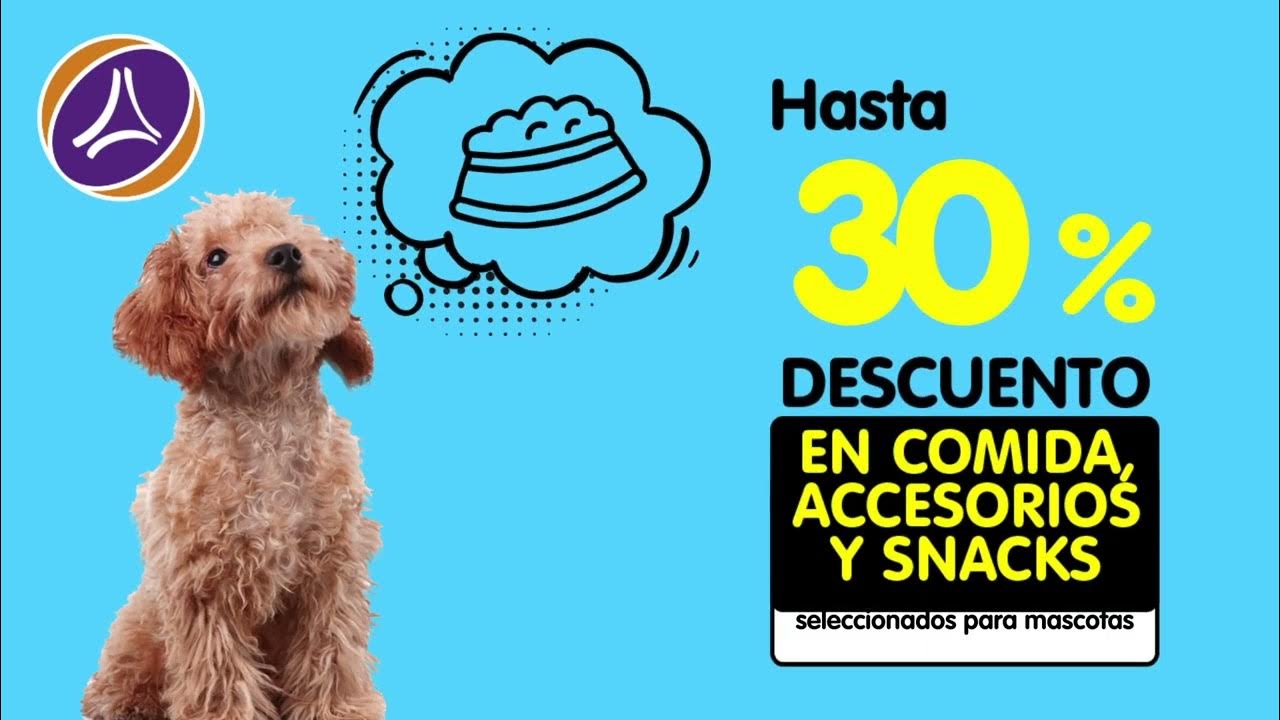 Hasta
30 %
DESCUENTO
EN COMIDA,
ACCESORIOS
Y SNACKS
seleccionados para mascotas